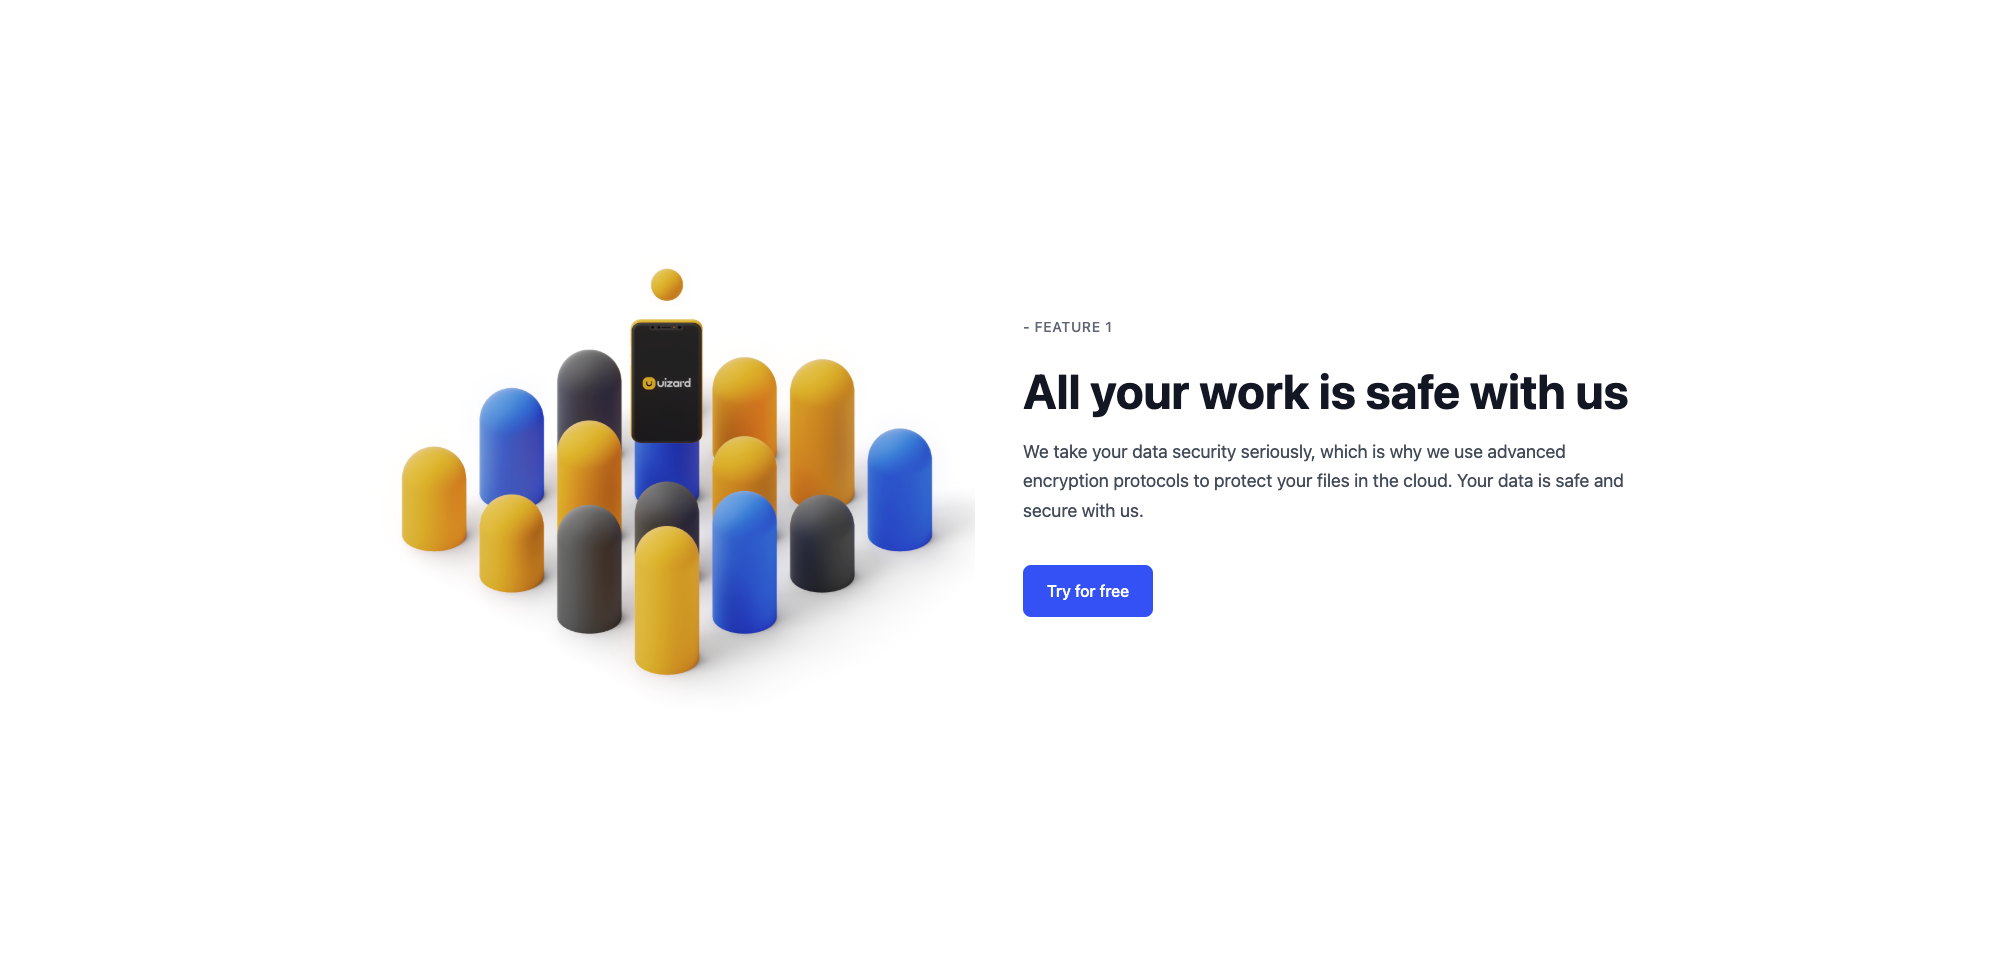 uizard
- FEATURE 1
All your work is safe with us
We take your data security seriously, which is why we use advanced
encryption protocols to protect your files in the cloud. Your data is safe and
secure with us.
Try for free